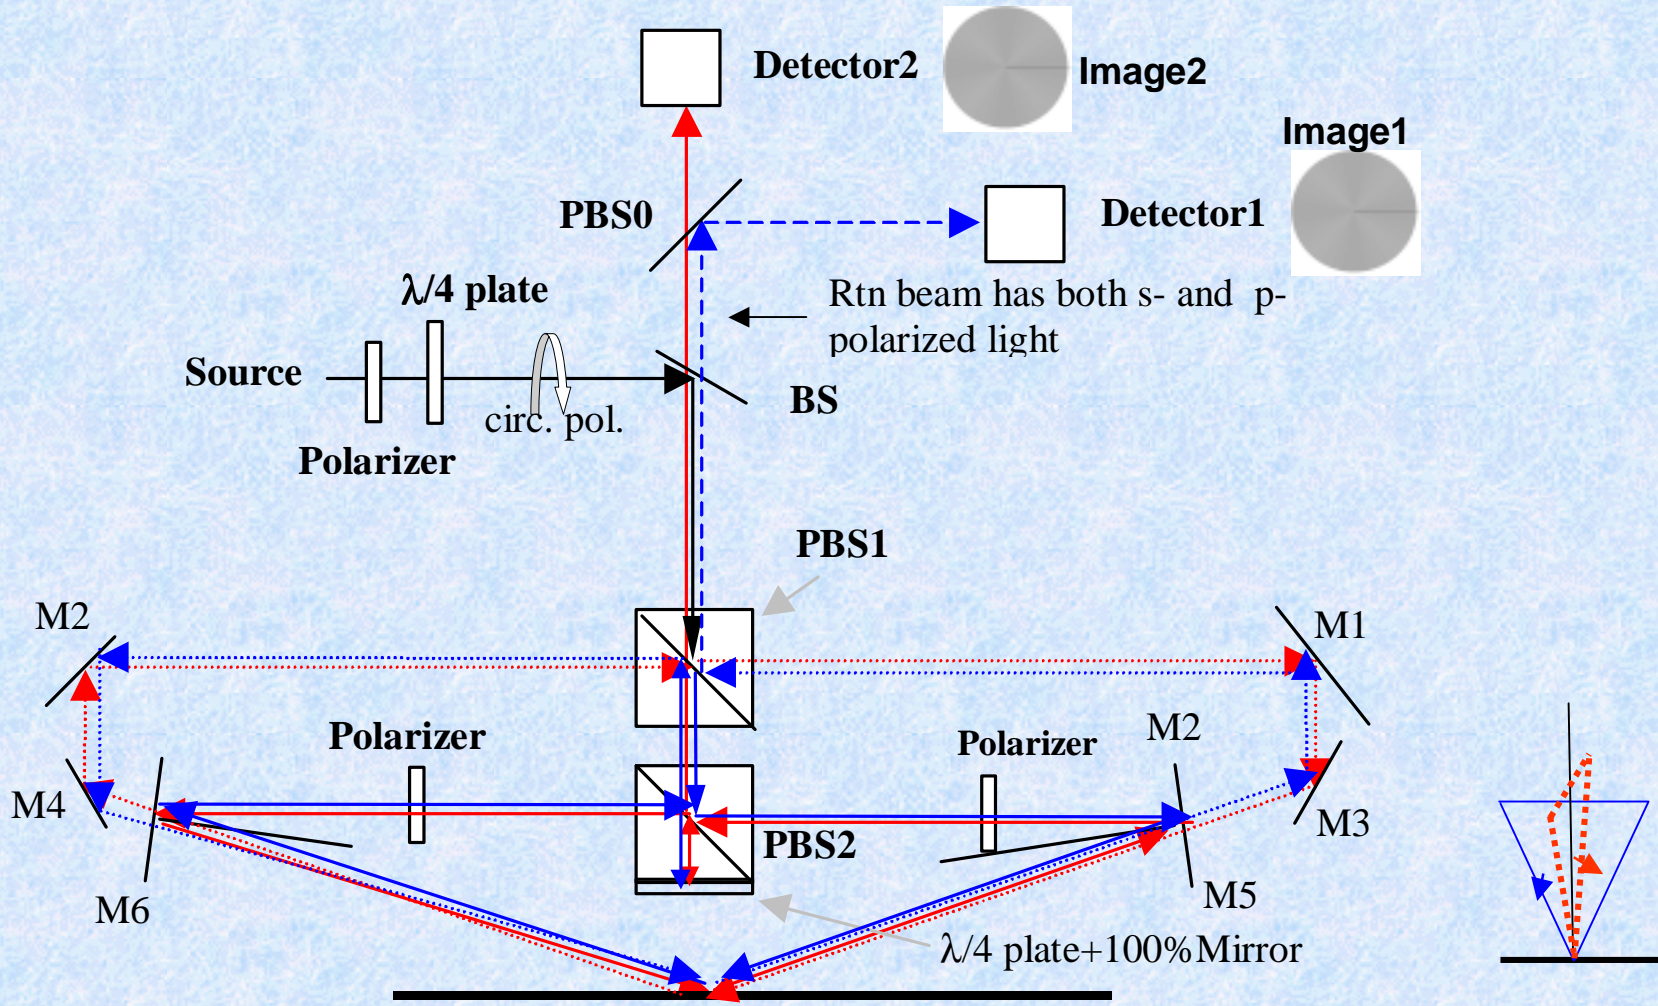 Detector2
Image2
Image1
PBS0
Detector1
λ/4 plate
Rtn beam has both s- and p-
polarized light
Source
BS
circ. pol.
Polarizer
PBS1
M2
M1
Polarizer
Polarizer
M2
M4
PBS2
M3
M6
M5
λ/4 plate+100%Mirror